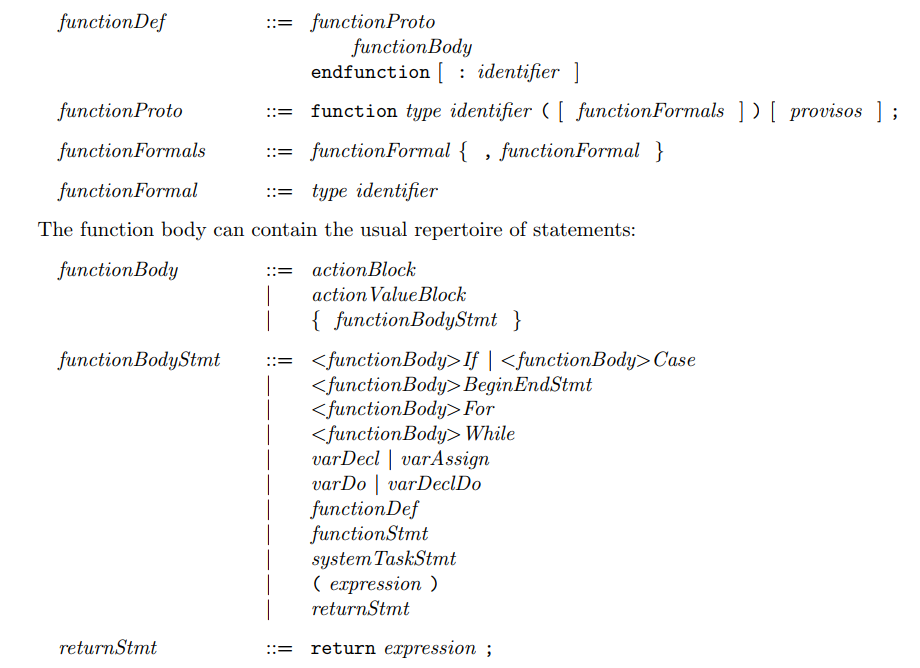 functionDef ::= functionProto
functionBody
endfunction [ : identifier ]
functionProto ::= function type identifier ( [ functionFormals ] ) [ provisos ] ;
functionFormals ::= functionFormal { , functionFormal }
functionFormal ::= type identifier
The function body can contain the usual repertoire of statements:
functionBody ::= actionBlock
| actionValueBlock
| { functionBodyStmt }
functionBodyStmt ::= <functionBody>If | <functionBody>Case
| <functionBody>BeginEndStmt
| <functionBody>For
| <functionBody>While
| varDecl | varAssign
| varDo | varDeclDo
| functionDef
| functionStmt
| systemTaskStmt
| ( expression )
| returnStmt
returnStmt ::= return expression ;